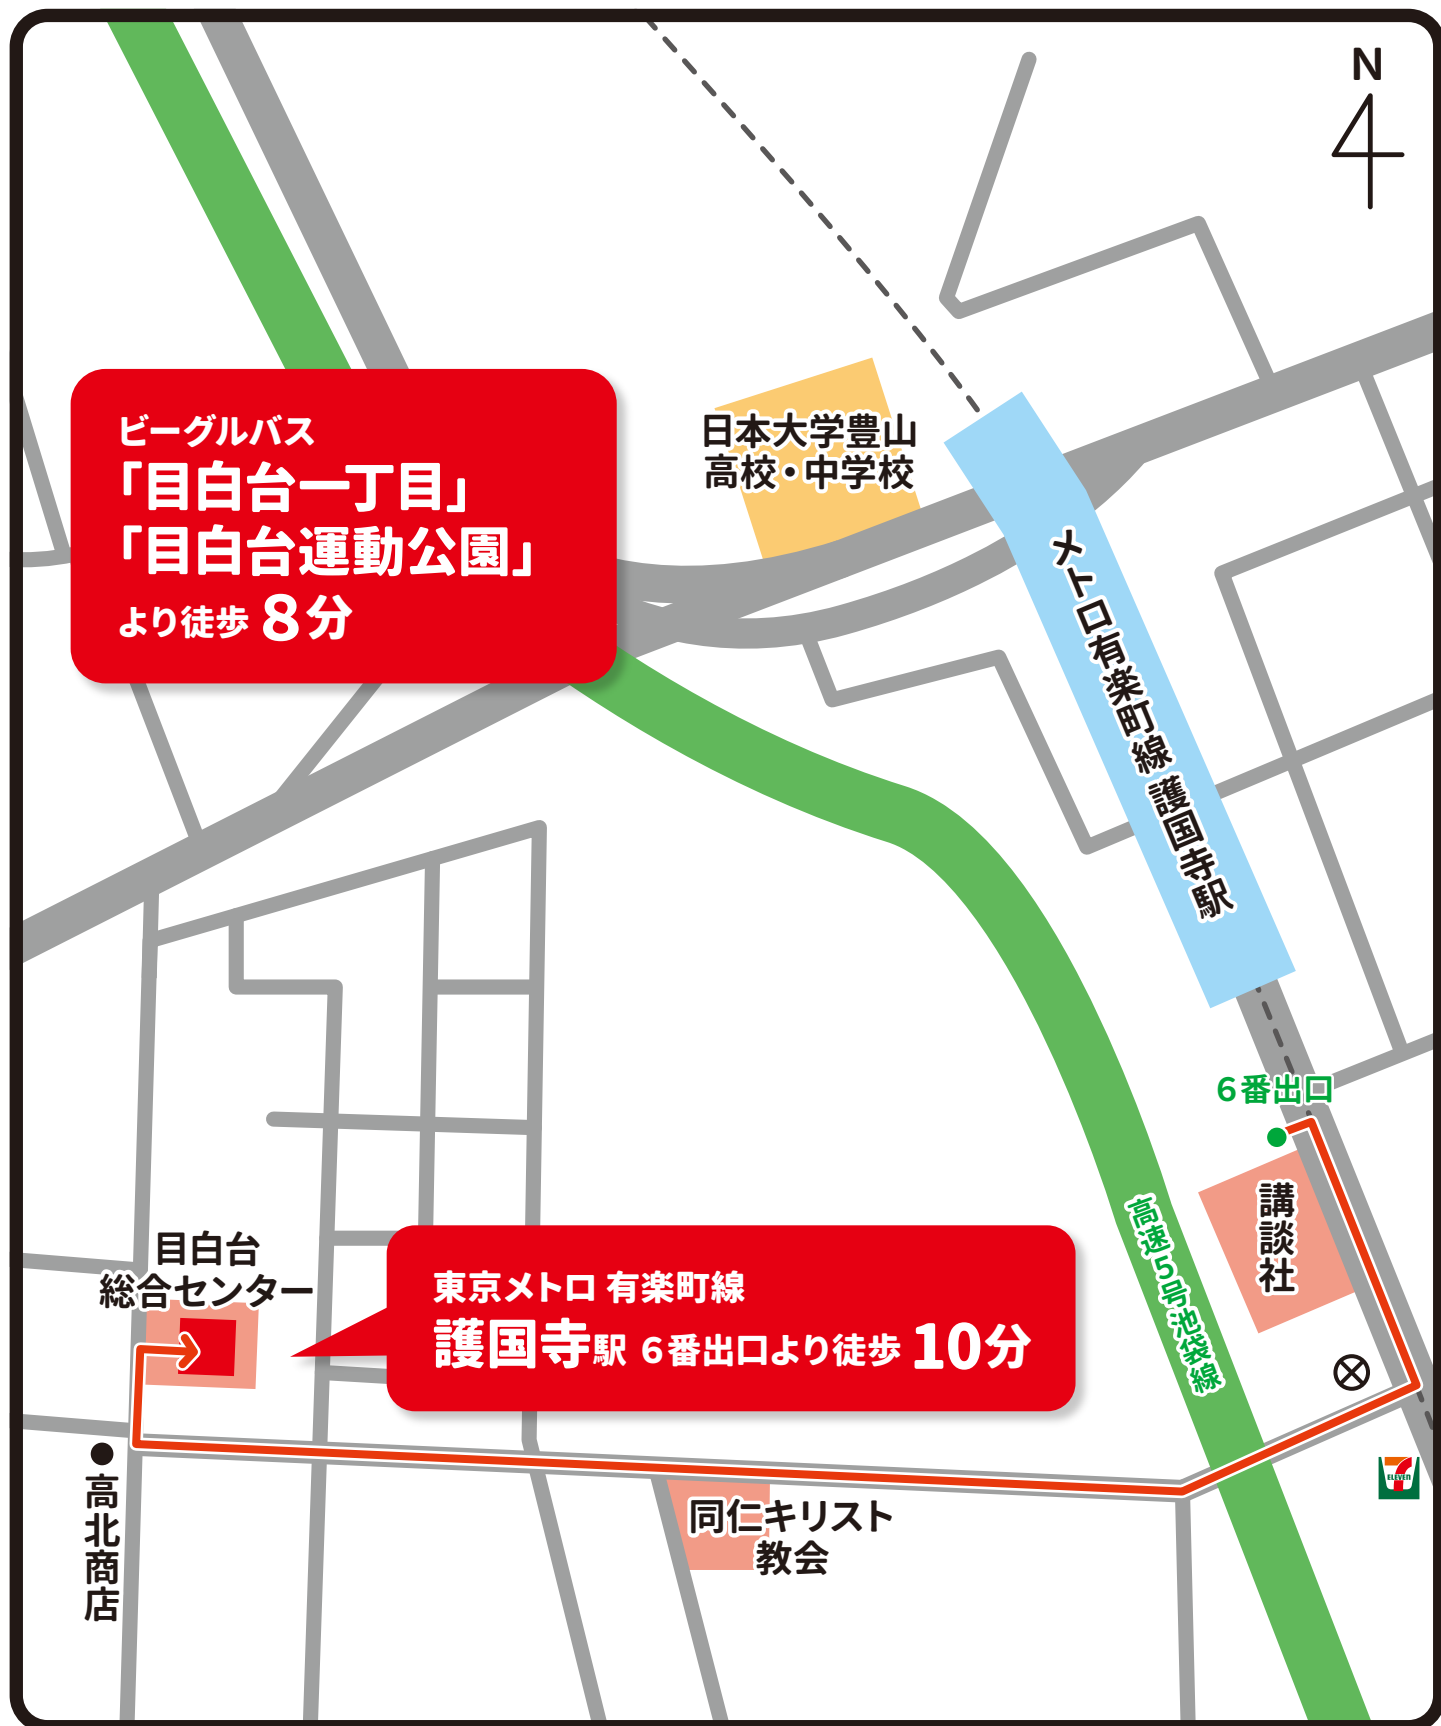 N
日本大学豊山
高校・中学校
ビーグルバス
「目白台一丁目」
「目白台運動公園」
より徒歩 8分
メトロ有楽町線 護国寺駅
6番出口
講談社
高速5号池袋線
目白台
総合センター
東京メトロ 有楽町線
護国寺駅 6番出口より徒歩 10分
7
ELEVEn
高北商店
同仁キリスト
教会